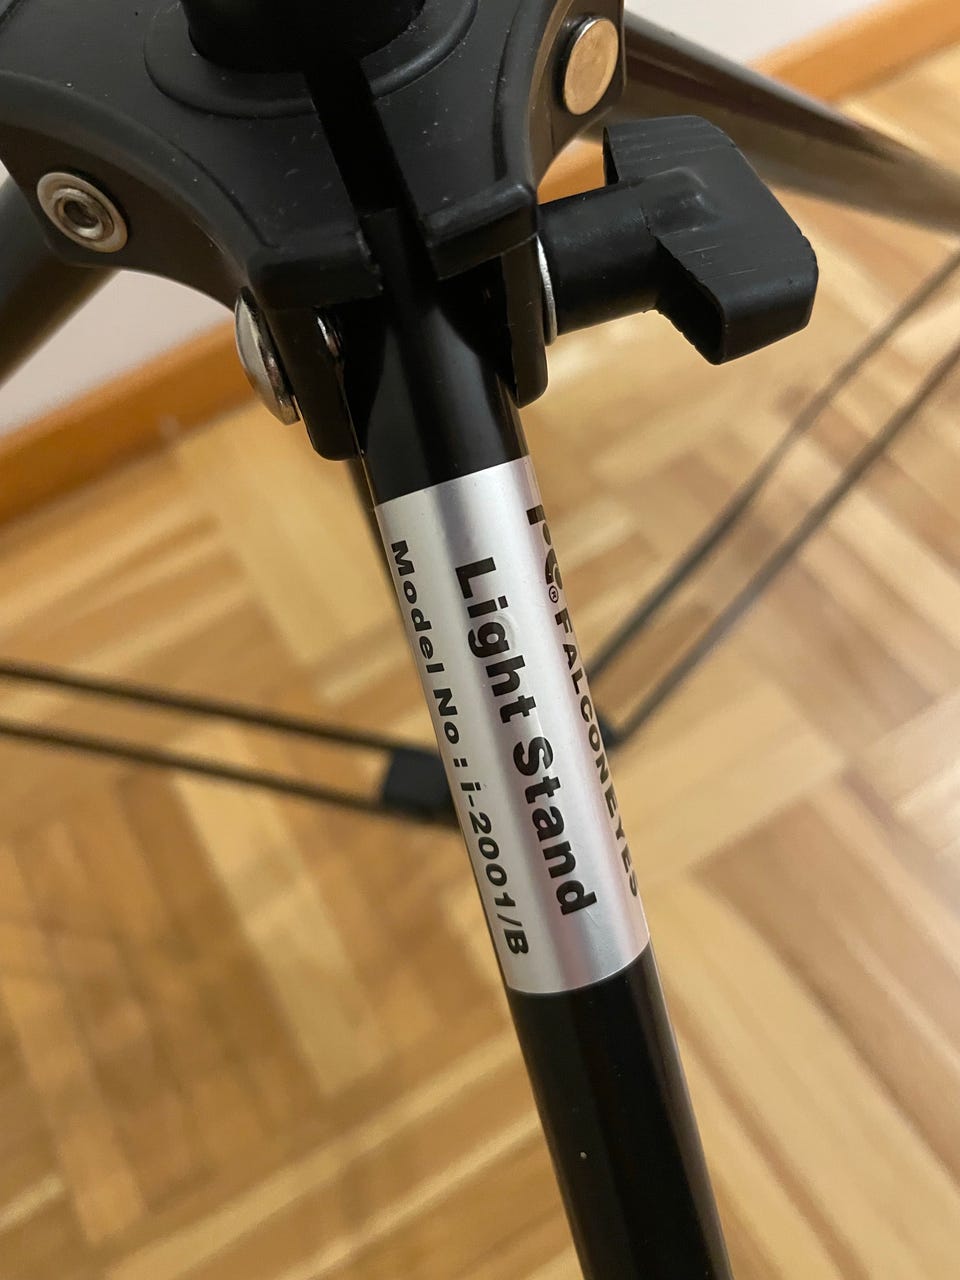 ® FALCONEYES
Light Stand
Model No : i-2001/B